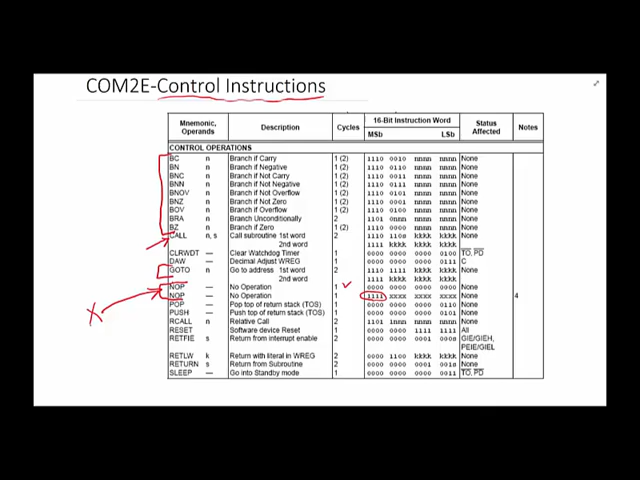 COM2E-Control Instructions
Mnemonic, Operands Description Cycles 16-Bit Instruction Word MSb LSb Status Affected Notes
CONTROL OPERATIONS
BC n Branch if Carry 1 (2) 1110 0010 nnnn nnnn None
BN n Branch if Negative 1 (2) 1110 0110 nnnn nnnn None
BNC n Branch if Not Carry 1 (2) 1110 0011 nnnn nnnn None
BNN n Branch if Not Negative 1 (2) 1110 0111 nnnn nnnn None
BNOV n Branch if Not Overflow 1 (2) 1110 0101 nnnn nnnn None
BNZ n Branch if Not Zero 1 (2) 1110 0001 nnnn nnnn None
BOV n Branch if Overflow 1 (2) 1110 0100 nnnn nnnn None
BRA n Branch Unconditionally 2 1101 0nnn nnnn nnnn None
BZ n Branch if Zero 1 (2) 1110 0000 nnnn nnnn None
CALL n, s Call subroutine 1st word 2 1110 110s kkkk kkkk None
2nd word 1111 kkkk kkkk kkkk
CLRWDT — Clear Watchdog Timer 1 0000 0000 0000 0100 TO, PD
DAW — Decimal Adjust WREG 1 0000 0000 0000 0111 C
GOTO n Go to address 1st word 2 1110 1111 kkkk kkkk None
2nd word 1111 kkkk kkkk kkkk
NOP — No Operation 1 0000 0000 0000 0000 None
NOP — No Operation 1 1111 xxxx xxxx xxxx None 4
POP — Pop top of return stack (TOS) 1 0000 0000 0000 0110 None
PUSH — Push top of return stack (TOS) 1 0000 0000 0000 0101 None
RCALL n Relative Call 2 1101 1nnn nnnn nnnn None
RESET Software device Reset 1 0000 0000 1111 1111 All
RETFIE s Return from interrupt enable 2 0000 0000 0001 000s GIE/GIEH,
PEIE/GIEL
RETLW k Return with literal in WREG 2 0000 1100 kkkk kkkk None
RETURN s Return from Subroutine 2 0000 0000 0001 001s None
SLEEP — Go into Standby mode 1 0000 0000 0000 0011 TO, PD
X